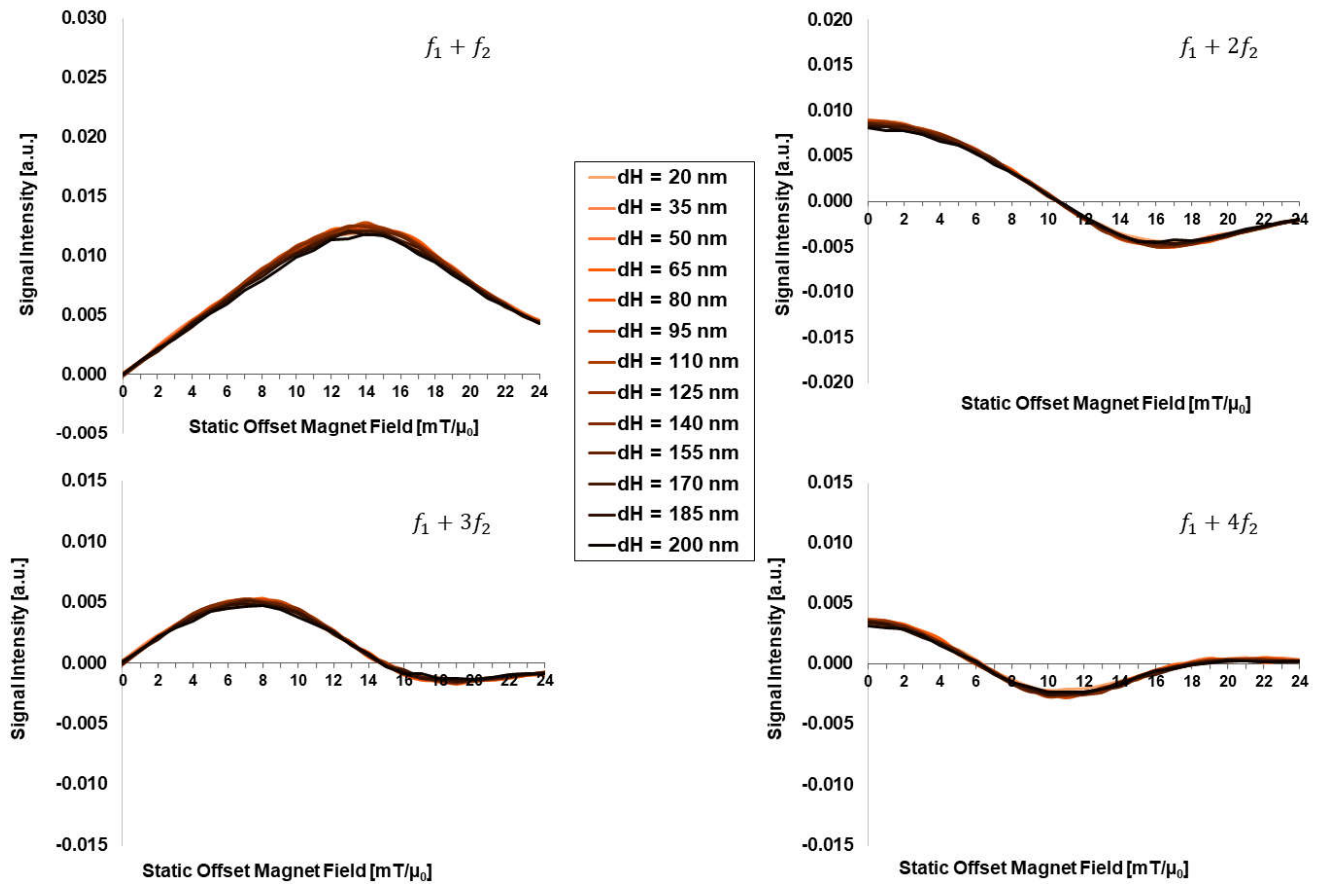 f₁ + f₂
0.030
0.025
0.020
0.015
0.010
0.005
0.000
-0.005
Signal Intensity [a.u.]
0 2 4 6 8 10 12 14 16 18 20 22 24
Static Offset Magnet Field [mT/μ₀]
f₁ + 2f₂
0.020
0.015
0.010
0.005
0.000
-0.005
-0.010
-0.015
-0.020
Signal Intensity [a.u.]
0 2 4 6 8 10 12 14 16 18 20 22 24
Static Offset Magnet Field [mT/μ₀]
dH = 20 nm
dH = 35 nm
dH = 50 nm
dH = 65 nm
dH = 80 nm
dH = 95 nm
dH = 110 nm
dH = 125 nm
dH = 140 nm
dH = 155 nm
dH = 170 nm
dH = 185 nm
dH = 200 nm
f₁ + 3f₂
0.015
0.010
0.005
0.000
-0.005
-0.010
-0.015
Signal Intensity [a.u.]
0 2 4 6 8 10 12 14 16 18 20 22 24
Static Offset Magnet Field [mT/μ₀]
f₁ + 4f₂
0.015
0.010
0.005
0.000
-0.005
-0.010
-0.015
Signal Intensity [a.u.]
0 2 4 6 8 10 12 14 16 18 20 22 24
Static Offset Magnet Field [mT/μ₀]